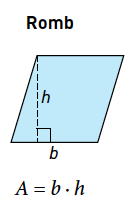 Romb
h
b
A = b · h